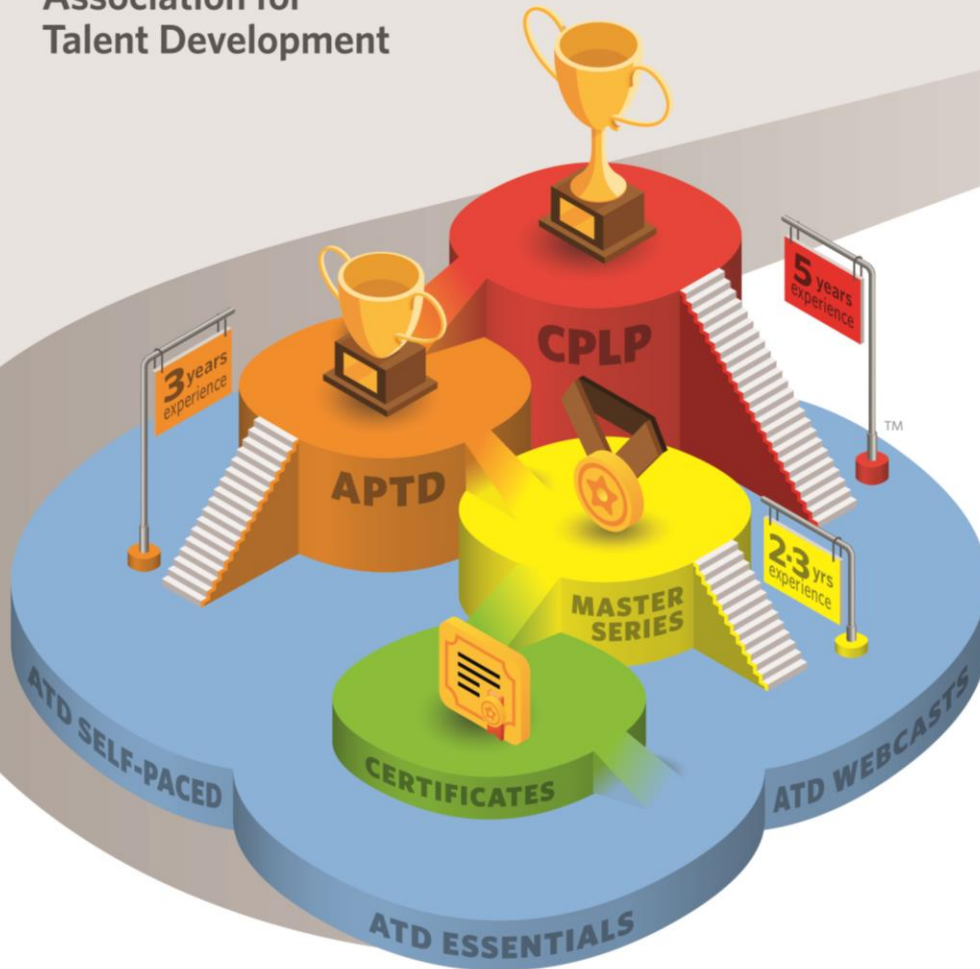 Association for
Talent Development
5 years
experience
CPLP
3 years
experience
TM
APTD
2-3 yrs
experience
MASTER
SERIES
ATD SELF-PACED
CERTIFICATES
ATD WEBCASTS
ATD ESSENTIALS